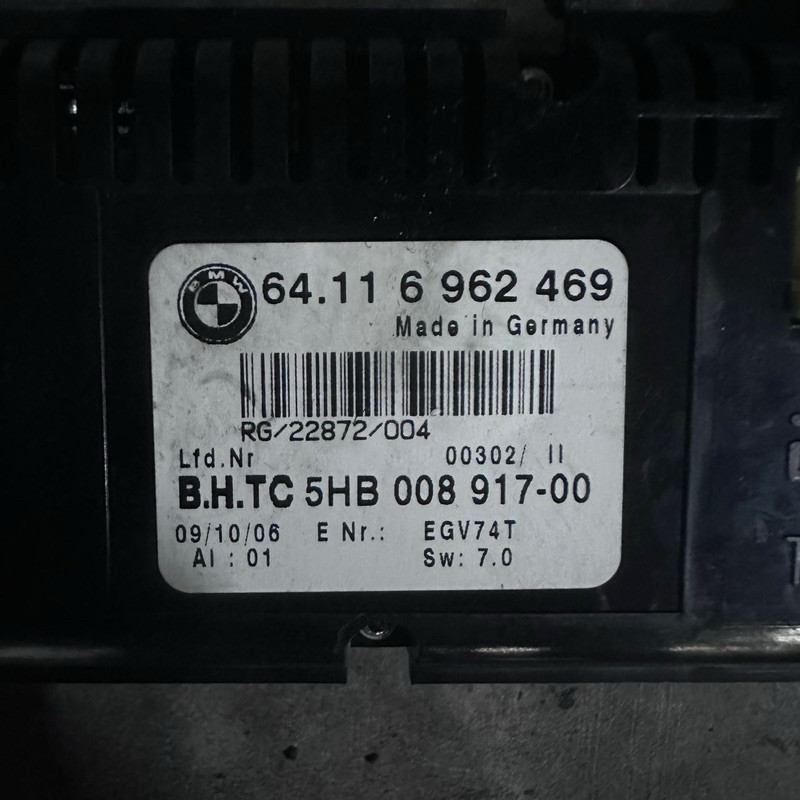 BMW
64.11 6 962 469
Made in Germany
RG/22872/004
Lfd.Nr 00302/ II
B.H.TC 5HB 008 917-00
09/10/06 E Nr.: EGV74T
AI : 01 Sw: 7.0